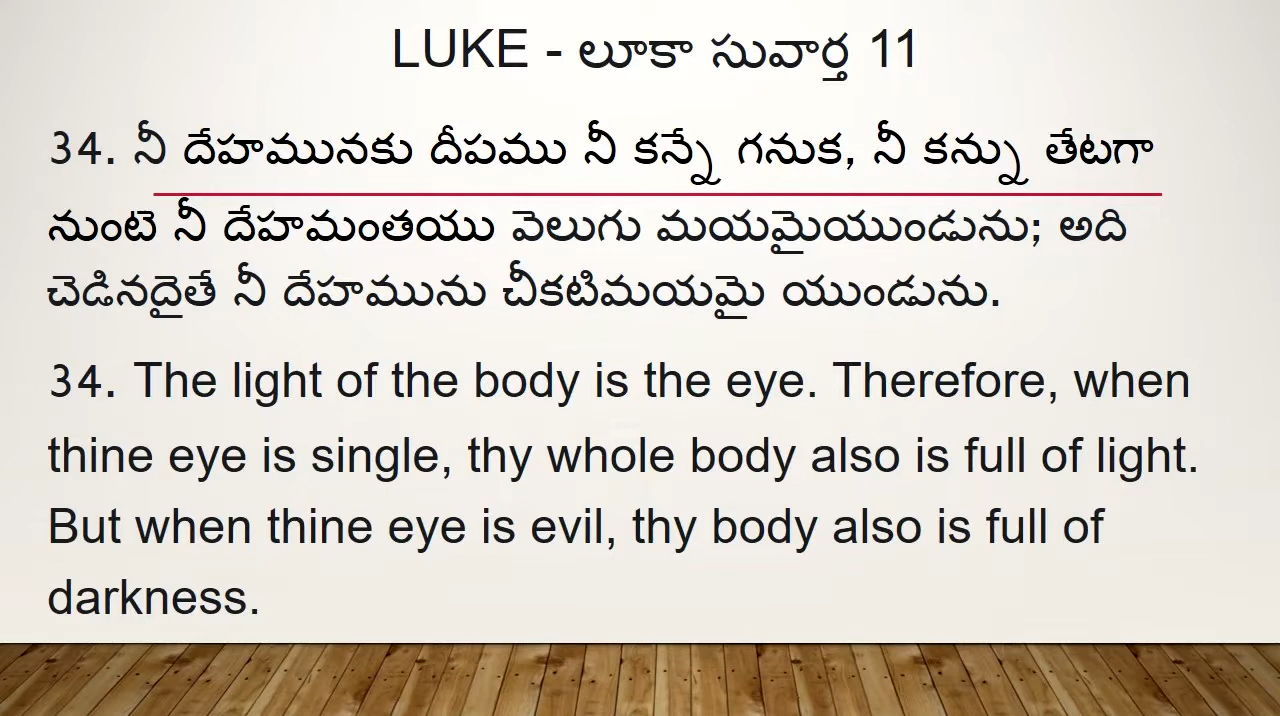 LUKE - లూకా సువార్త 11
34. నీ దేహమునకు దీపము నీ కన్నే గనుక, నీ కన్ను తేటగా
నుంటె నీ దేహమంతయు వెలుగు మయమైయుండును; అది
చెడినదైతే నీ దేహమును చీకటిమయమై యుండును.
34. The light of the body is the eye. Therefore, when
thine eye is single, thy whole body also is full of light.
But when thine eye is evil, thy body also is full of
darkness.